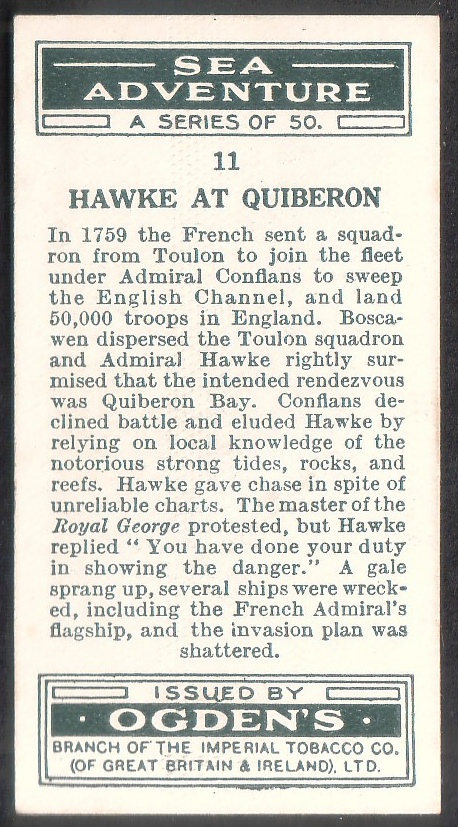 SEA
ADVENTURE
A SERIES OF 50.
11
HAWKE AT QUIBERON
In 1759 the French sent a squad-
ron from Toulon to join the fleet
under Admiral Conflans to sweep
the English Channel, and land
50,000 troops in England. Bosca-
wen dispersed the Toulon squadron
and Admiral Hawke rightly sur-
mised that the intended rendezvous
was Quiberon Bay. Conflans de-
clined battle and eluded Hawke by
relying on local knowledge of the
notorious strong tides, rocks, and
reefs. Hawke gave chase in spite of
unreliable charts. The master of the
Royal George protested, but Hawke
replied “ You have done your duty
in showing the danger.” A gale
sprang up, several ships were wreck-
ed, including the French Admiral's
flagship, and the invasion plan was
shattered.
ISSUED BY
· OGDEN'S ·
BRANCH OF THE IMPERIAL TOBACCO CO.
(OF GREAT BRITAIN & IRELAND), LTD.